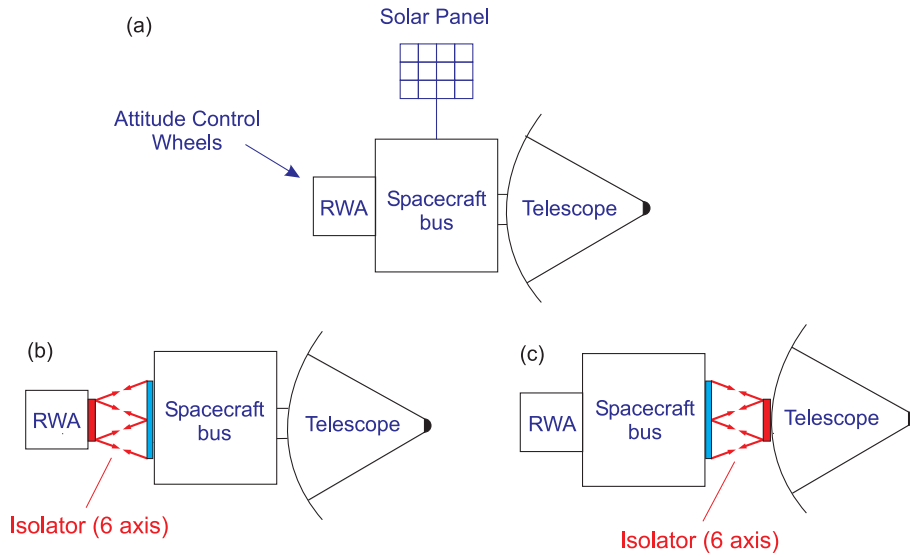 (a)
Solar Panel
Attitude Control
Wheels
RWA
Spacecraft
bus
Telescope
(b)
RWA
Spacecraft
bus
Telescope
Isolator (6 axis)
(c)
RWA
Spacecraft
bus
Telescope
Isolator (6 axis)